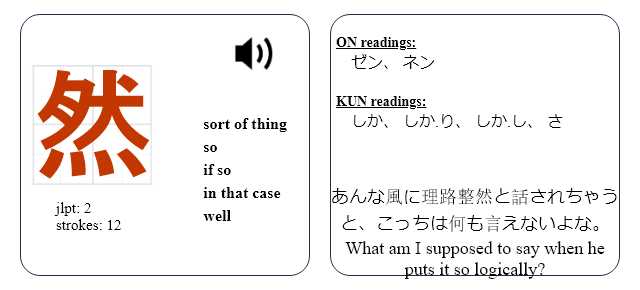 然
jlpt: 2
strokes: 12
sort of thing
so
if so
in that case
well
ON readings:
ゼン、 ネン
KUN readings:
しか、 しか.り、 しか.し、 さ
あんな風に理路整然と話されちゃう
と、こっちは何も言えないよな。
What am I supposed to say when he
puts it so logically?